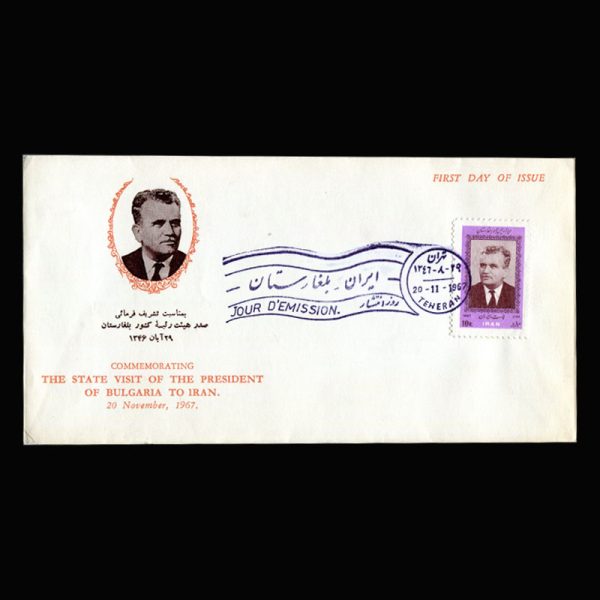 FIRST DAY OF ISSUE
بمناسبت تشریف فرمائی
صدر هیئت رئیسهٔ کشور بلغارستان
۲۹ آبان ۱۳۴۶
COMMEMORATING
THE STATE VISIT OF THE PRESIDENT
OF BULGARIA TO IRAN.
20 November, 1967.
ایران - بلغارستان
JOUR D'EMISSION. روز انتشار
تهران
۱۳۴۶-۸-۲۹
20-11-1967
TEHERAN
10R.
IRAN